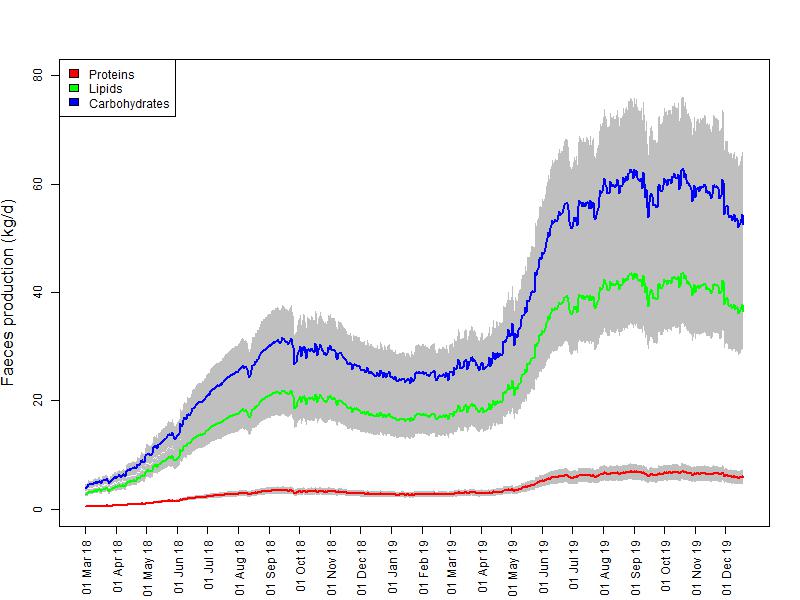 Proteins
Lipids
Carbohydrates
Faeces production (kg/d)
80
60
40
20
0
01 Mar 18
01 Apr 18
01 May 18
01 Jun 18
01 Jul 18
01 Aug 18
01 Sep 18
01 Oct 18
01 Nov 18
01 Dec 18
01 Jan 19
01 Feb 19
01 Mar 19
01 Apr 19
01 May 19
01 Jun 19
01 Jul 19
01 Aug 19
01 Sep 19
01 Oct 19
01 Nov 19
01 Dec 19